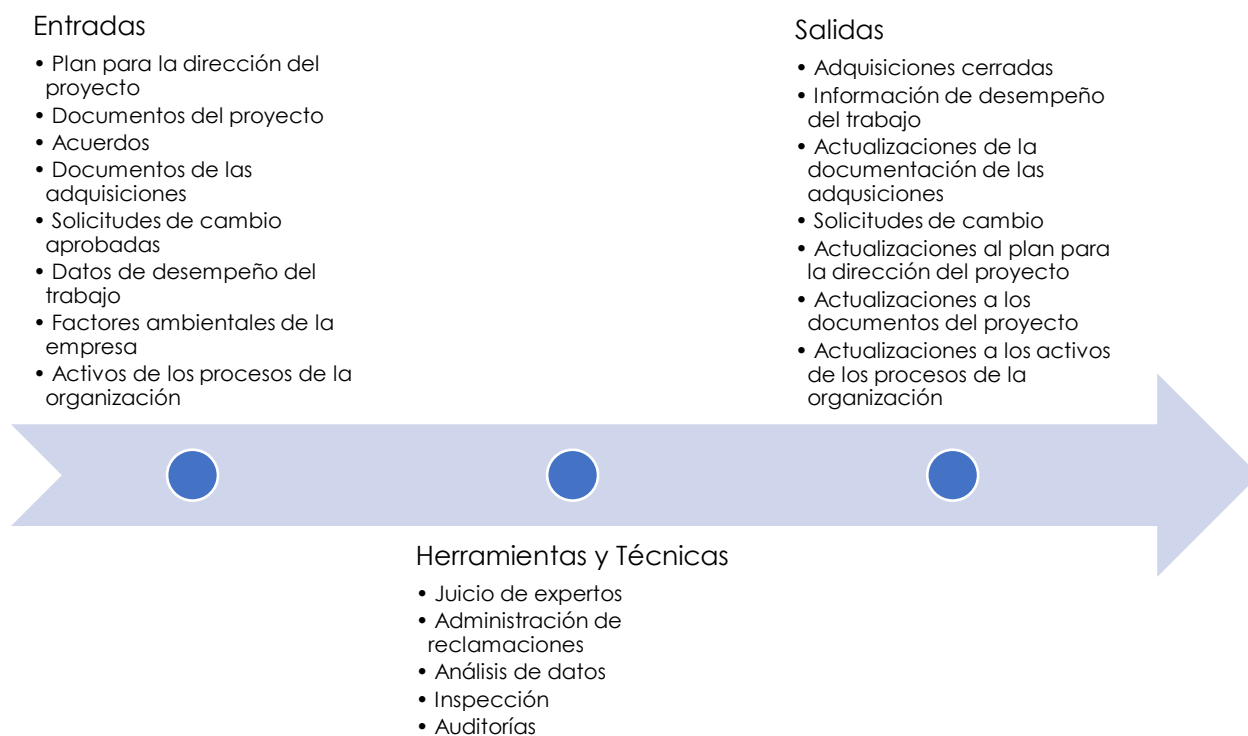 Entradas
• Plan para la dirección del
proyecto
• Documentos del proyecto
• Acuerdos
• Documentos de las
adquisiciones
• Solicitudes de cambio
aprobadas
• Datos de desempeño del
trabajo
• Factores ambientales de la
empresa
• Activos de los procesos de la
organización
Herramientas y Técnicas
• Juicio de expertos
• Administración de
reclamaciones
• Análisis de datos
• Inspección
• Auditorías
Salidas
• Adquisiciones cerradas
• Información de desempeño
del trabajo
• Actualizaciones de la
documentación de las
adqusiciones
• Solicitudes de cambio
• Actualizaciones al plan para
la dirección del proyecto
• Actualizaciones a los
documentos del proyecto
• Actualizaciones a los activos
de los procesos de la
organización